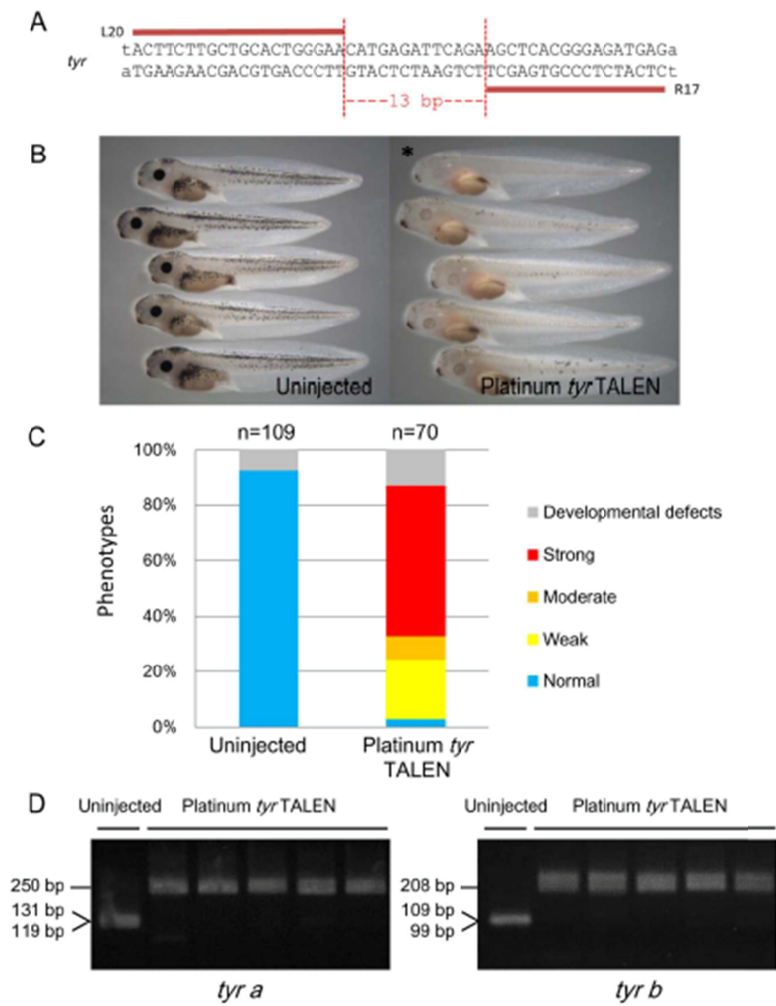 A
L20
tACTTCTTGCTGCACTGGGAACATGAGATTCAGAAGCTCACGGGAGATGAGa
tyr
aTGAAGAACGACGTGACCCTTGTACTCTAAGTCTTCGAGTGCCCTCTACTCt
----13 bp----
R17
B
*
Uninjected
Platinum tyr TALEN
C
n=109
n=70
100%
80%
60%
40%
20%
0%
Phenotypes
Uninjected
Platinum tyr
TALEN
Developmental defects
Strong
Moderate
Weak
Normal
D
Uninjected
Platinum tyr TALEN
250 bp
131 bp
119 bp
tyr a
Uninjected
Platinum tyr TALEN
208 bp
109 bp
99 bp
tyr b